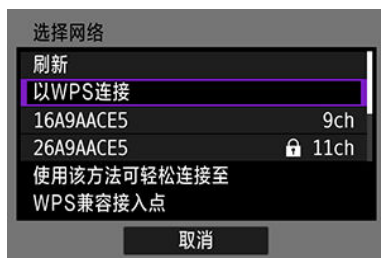 选择网络
刷新
以WPS连接
16A9AACE5 9ch
26A9AACE5 11ch
使用该方法可轻松连接至
WPS兼容接入点
取消